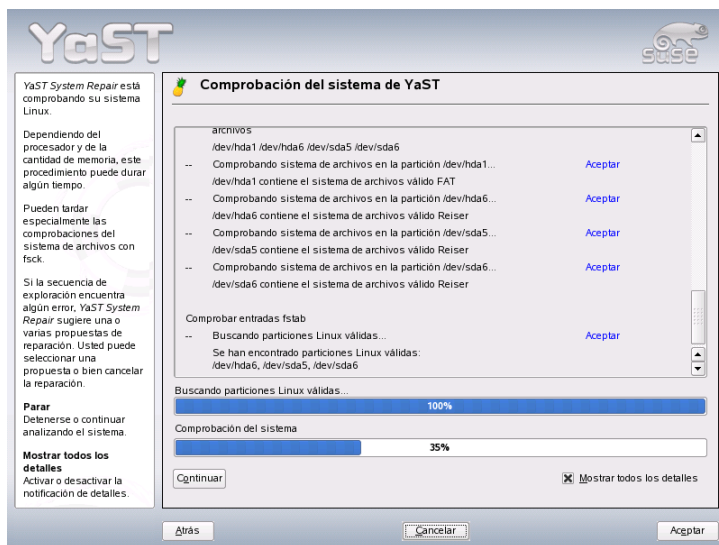 YaST
SUSE
YaST System Repair está
comprobando su sistema
Linux.
Dependiendo del
procesador y de la
cantidad de memoria, este
procedimiento puede durar
algún tiempo.
Pueden tardar
especialmente las
comprobaciones del
sistema de archivos con
fsck.
Si la secuencia de
exploración encuentra
algún error, YaST System
Repair sugiere una o
varias propuestas de
reparación. Usted puede
seleccionar una
propuesta o bien cancelar
la reparación.
Parar
Detenerse o continuar
analizando el sistema.
Mostrar todos los
detalles
Activar o desactivar la
notificación de detalles.
Comprobación del sistema de YaST
archivos
/dev/hda1 /dev/hda6 /dev/sda5 /dev/sda6
-- Comprobando sistema de archivos en la partición /dev/hda1... Aceptar
/dev/hda1 contiene el sistema de archivos válido FAT
-- Comprobando sistema de archivos en la partición /dev/hda6... Aceptar
/dev/hda6 contiene el sistema de archivos válido Reiser
-- Comprobando sistema de archivos en la partición /dev/sda5... Aceptar
/dev/sda5 contiene el sistema de archivos válido Reiser
-- Comprobando sistema de archivos en la partición /dev/sda6... Aceptar
/dev/sda6 contiene el sistema de archivos válido Reiser
Comprobar entradas fstab
-- Buscando particiones Linux válidas... Aceptar
Se han encontrado particiones Linux válidas:
/dev/hda6, /dev/sda5, /dev/sda6
Buscando particiones Linux válidas...
100%
Comprobación del sistema
35%
Continuar
Mostrar todos los detalles
Atrás
Cancelar
Aceptar